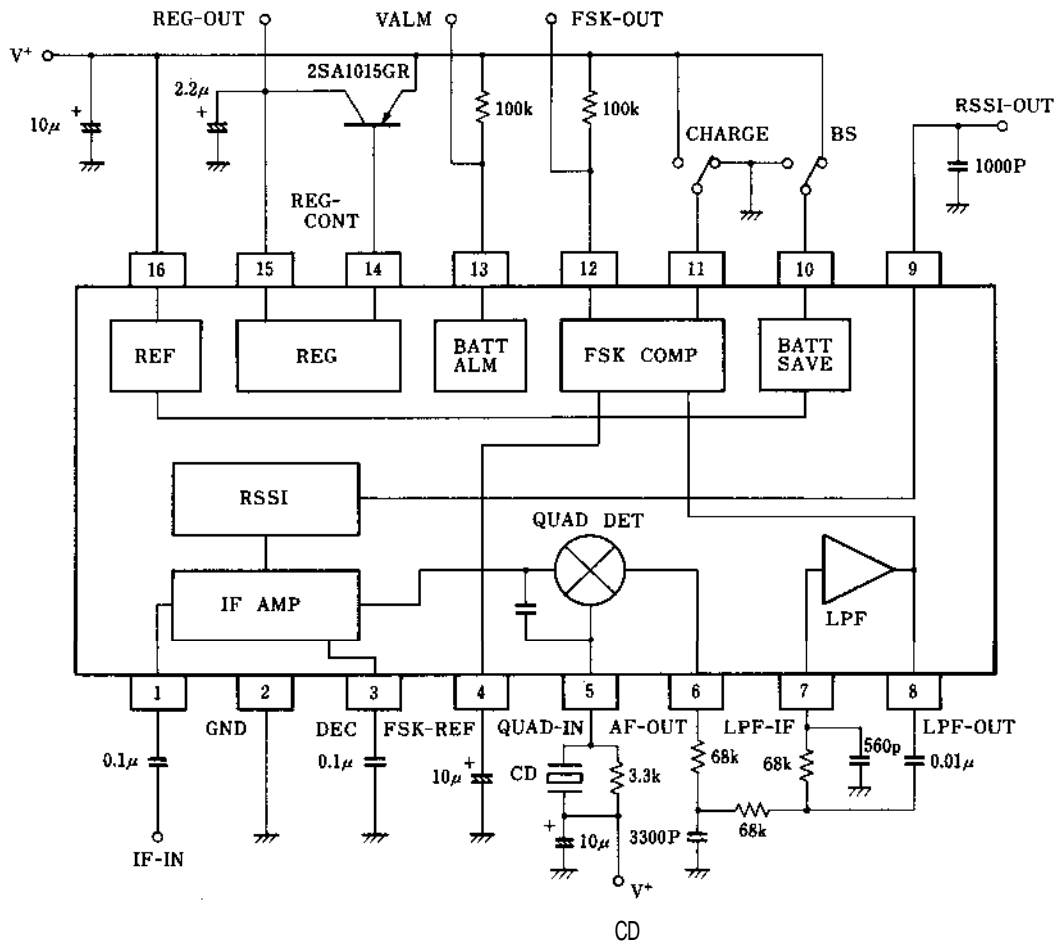 REG-OUT VALM FSK-OUT
V+
2SA1015GR
2.2μ +
+ 10μ
100k 100k
RSSI-OUT
CHARGE BS
1000P
REG-
CONT
16 15 14 13 12 11 10 9
REF REG BATT
ALM FSK COMP BATT
SAVE
RSSI
QUAD DET
IF AMP
LPF
1 2 3 4 5 6 7 8
GND DEC FSK-REF QUAD-IN AF-OUT LPF-IF LPF-OUT
0.1μ 0.1μ 10μ + CD 3.3k 68k 68k 560p 0.01μ
+ 10μ 3300P 68k
IF-IN
V+
CD